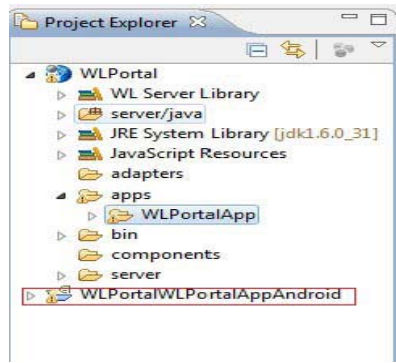 Project Explorer
WLPortal
WL Server Library
server/java
JRE System Library [jdk1.6.0_31]
JavaScript Resources
adapters
apps
WLPortalApp
bin
components
server
WLPortalWLPortalAppAndroid